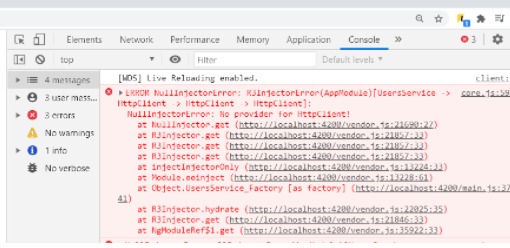 Elements Network Performance Memory Application Console » 3
top Filter Default levels ▼
4 messages
3 user mess...
3 errors
No warnings
1 info
No verbose
[WDS] Live Reloading enabled. client:
ERROR NullInjectorError: R3InjectorError(AppModule)[UsersService -> core.js:59
HttpClient -> HttpClient -> HttpClient]:
NullInjectorError: No provider for HttpClient!
at NullInjector.get (http://localhost:4200/vendor.js:21690:27)
at R3Injector.get (http://localhost:4200/vendor.js:21857:33)
at R3Injector.get (http://localhost:4200/vendor.js:21857:33)
at R3Injector.get (http://localhost:4200/vendor.js:21857:33)
at injectInjectorOnly (http://localhost:4200/vendor.js:13224:33)
at Module.ɵɵinject (http://localhost:4200/vendor.js:13228:61)
at Object.UsersService_Factory [as factory] (http://localhost:4200/main.js:37
41)
at R3Injector.hydrate (http://localhost:4200/vendor.js:22025:35)
at R3Injector.get (http://localhost:4200/vendor.js:21846:33)
at NgModuleRef$1.get (http://localhost:4200/vendor.js:35922:33)